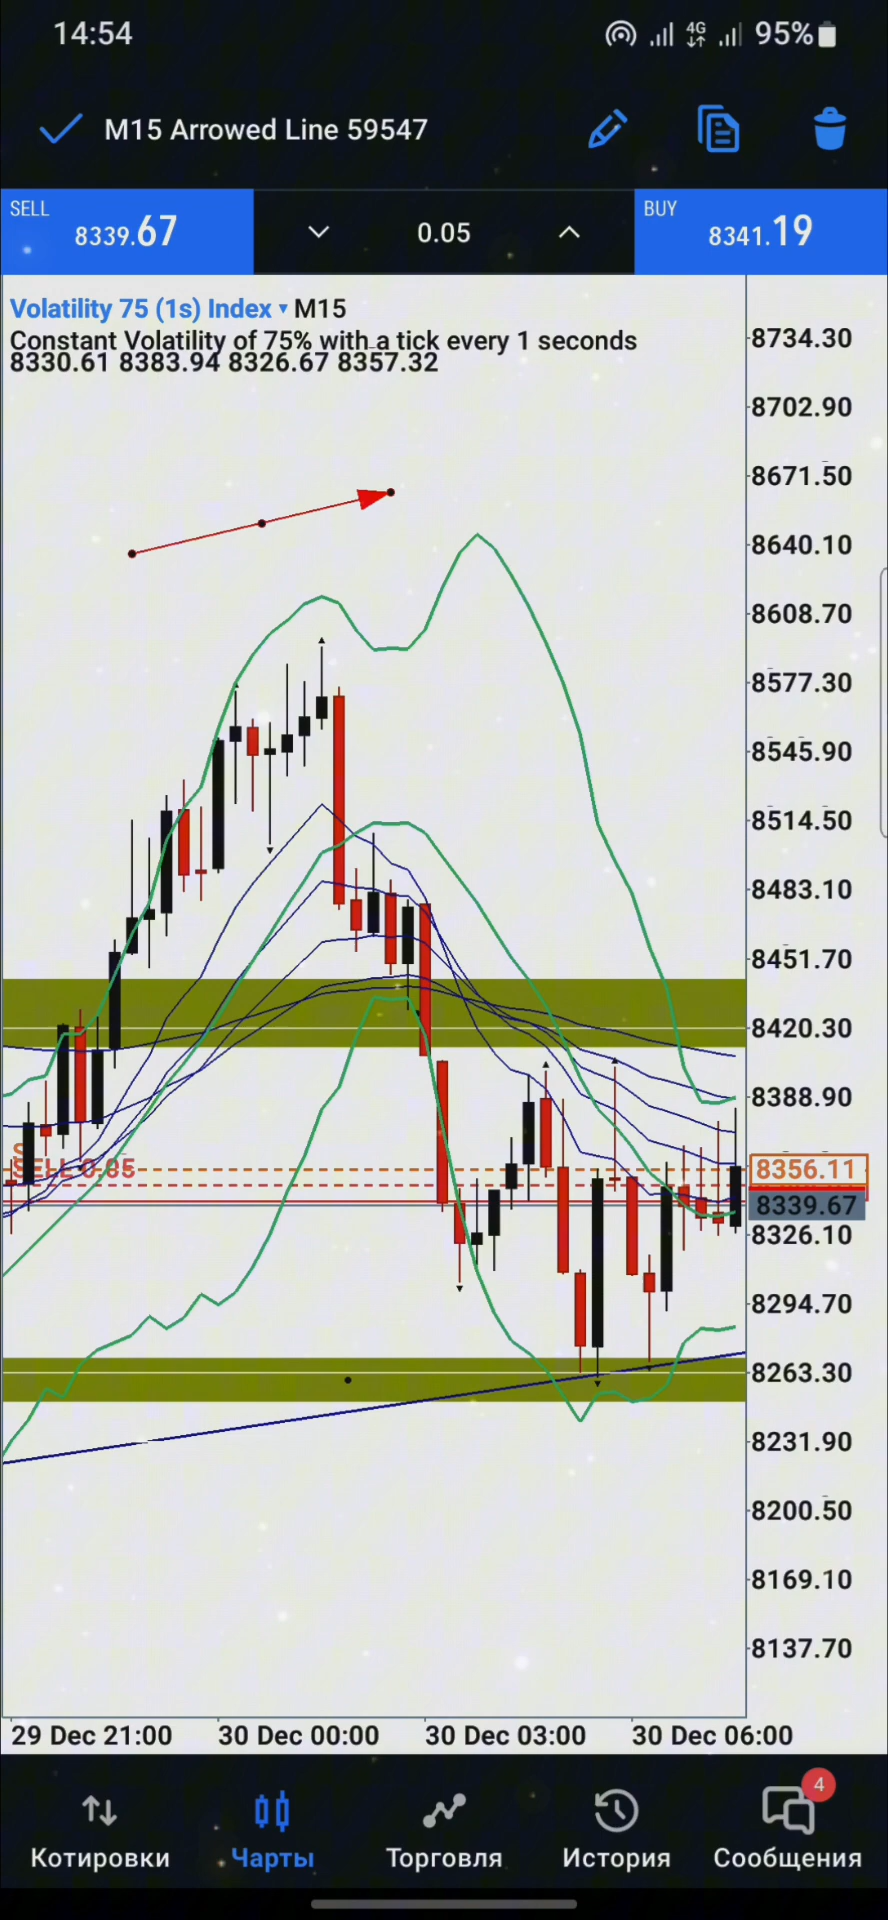 14:54
4G 95%
M15 Arrowed Line 59547
SELL
8339.67
0.05
BUY
8341.19
Volatility 75 (1s) Index ▾ M15
Constant Volatility of 75% with a tick every 1 seconds
8330.61 8383.94 8326.67 8357.32
8734.30
8702.90
8671.50
8640.10
8608.70
8577.30
8545.90
8514.50
8483.10
8451.70
8420.30
8388.90
SELL 0.05
8356.11
8339.67
8326.10
8294.70
8263.30
8231.90
8200.50
8169.10
8137.70
29 Dec 21:00 30 Dec 00:00 30 Dec 03:00 30 Dec 06:00
4
Котировки Чарты Торговля История Сообщения